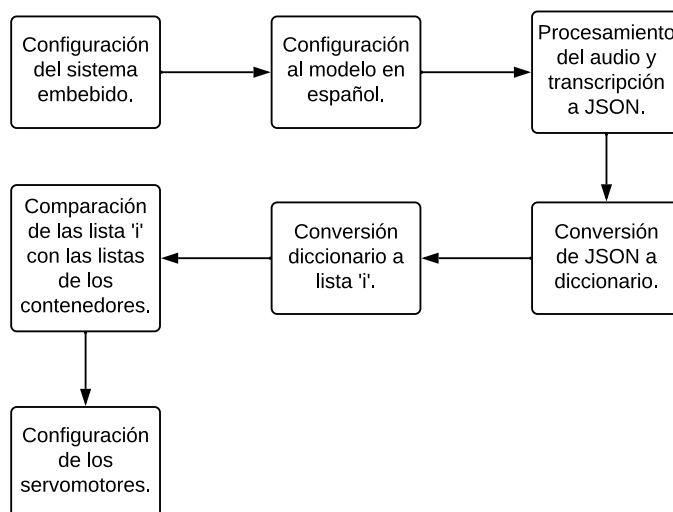 Configuración
del sistema
embebido.
Configuración
al modelo en
español.
Procesamiento
del audio y
transcripción
a JSON.
Conversión
de JSON a
diccionario.
Conversión
diccionario a
lista 'i'.
Comparación
de las lista 'i'
con las listas
de los
contenedores.
Configuración
de los
servomotores.